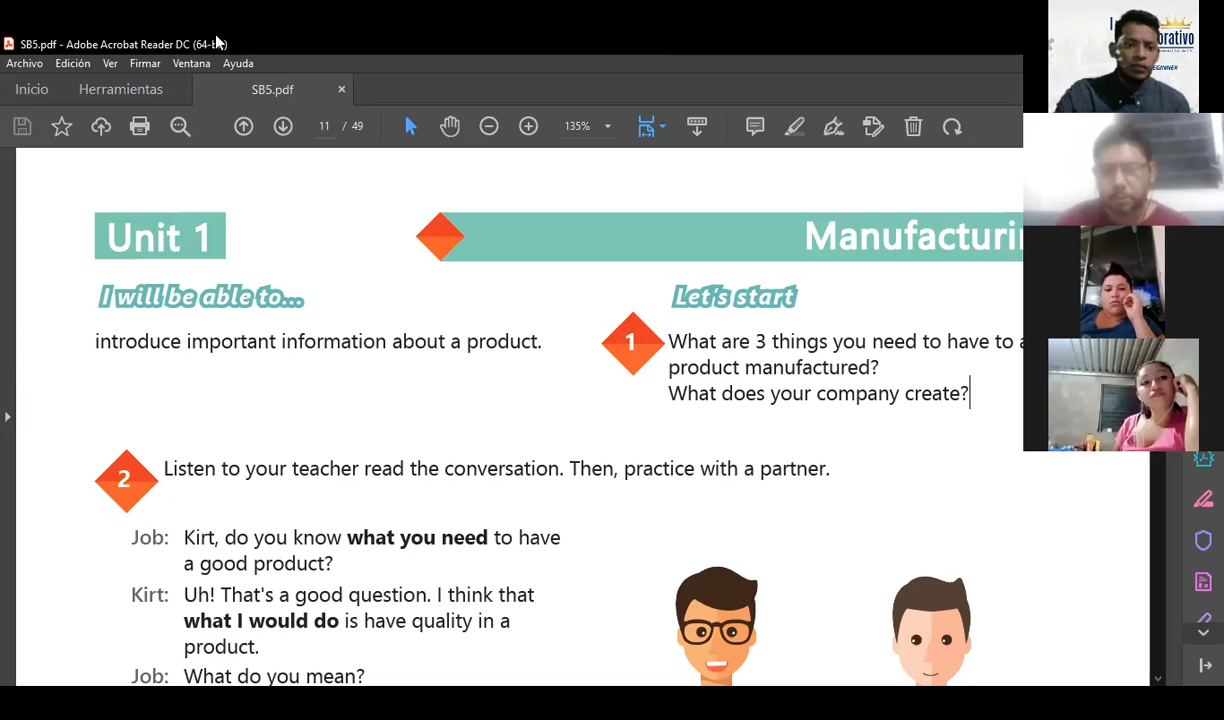 SB5.pdf - Adobe Acrobat Reader DC (64-
Archivo Edición Ver Firmar Ventana Ayuda
Inicio Herramientas SB5.pdf ×
11 / 49 135%
Unit 1
Manufacturin
I will be able to...
introduce important information about a product.
Let's start
1
What are 3 things you need to have to a
product manufactured?
What does your company create?
2
Listen to your teacher read the conversation. Then, practice with a partner.
Job: Kirt, do you know what you need to have
a good product?
Kirt: Uh! That's a good question. I think that
what I would do is have quality in a
product.
Job: What do you mean?